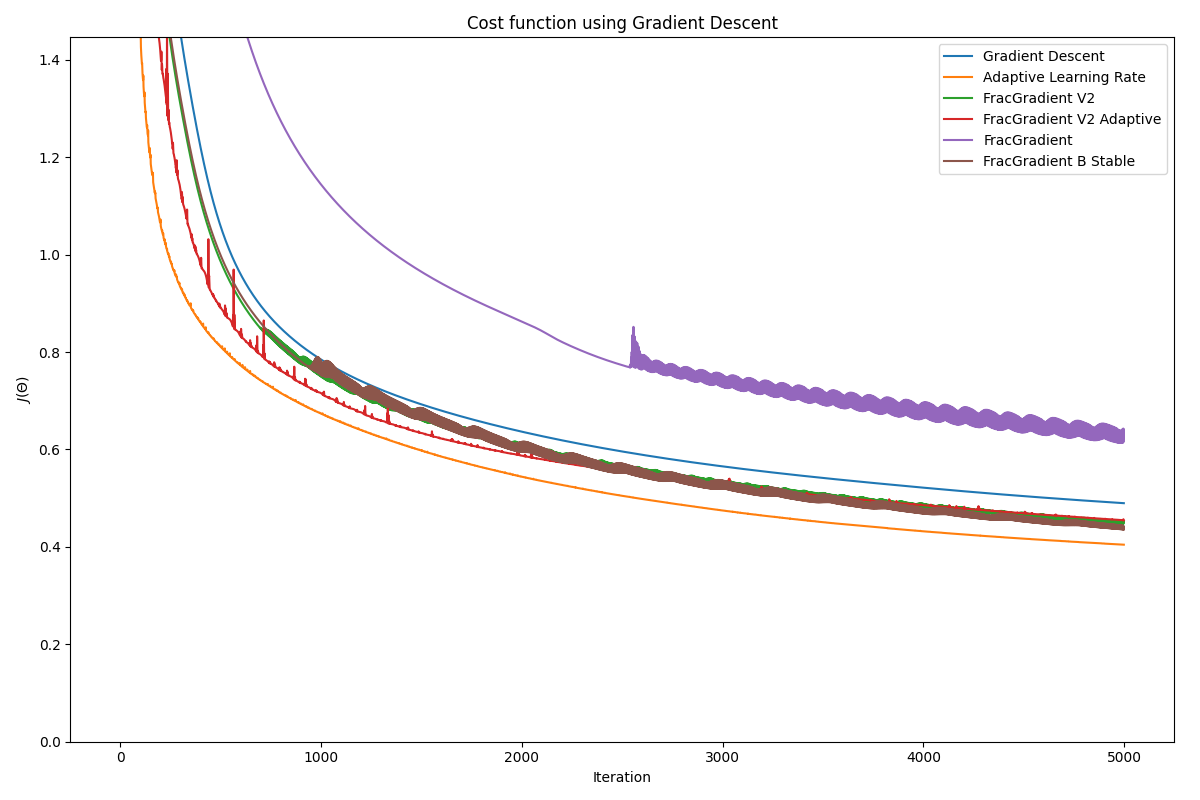 Cost function using Gradient Descent
1.4
1.2
1.0
0.8
0.6
0.4
0.2
0.0
J(Θ)
Gradient Descent
Adaptive Learning Rate
FracGradient V2
FracGradient V2 Adaptive
FracGradient
FracGradient B Stable
0 1000 2000 3000 4000 5000
Iteration